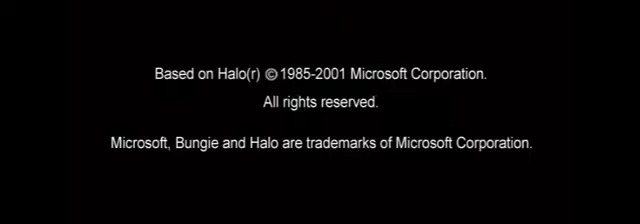 Based on Halo(r) © 1985-2001 Microsoft Corporation.
All rights reserved.
Microsoft, Bungie and Halo are trademarks of Microsoft Corporation.